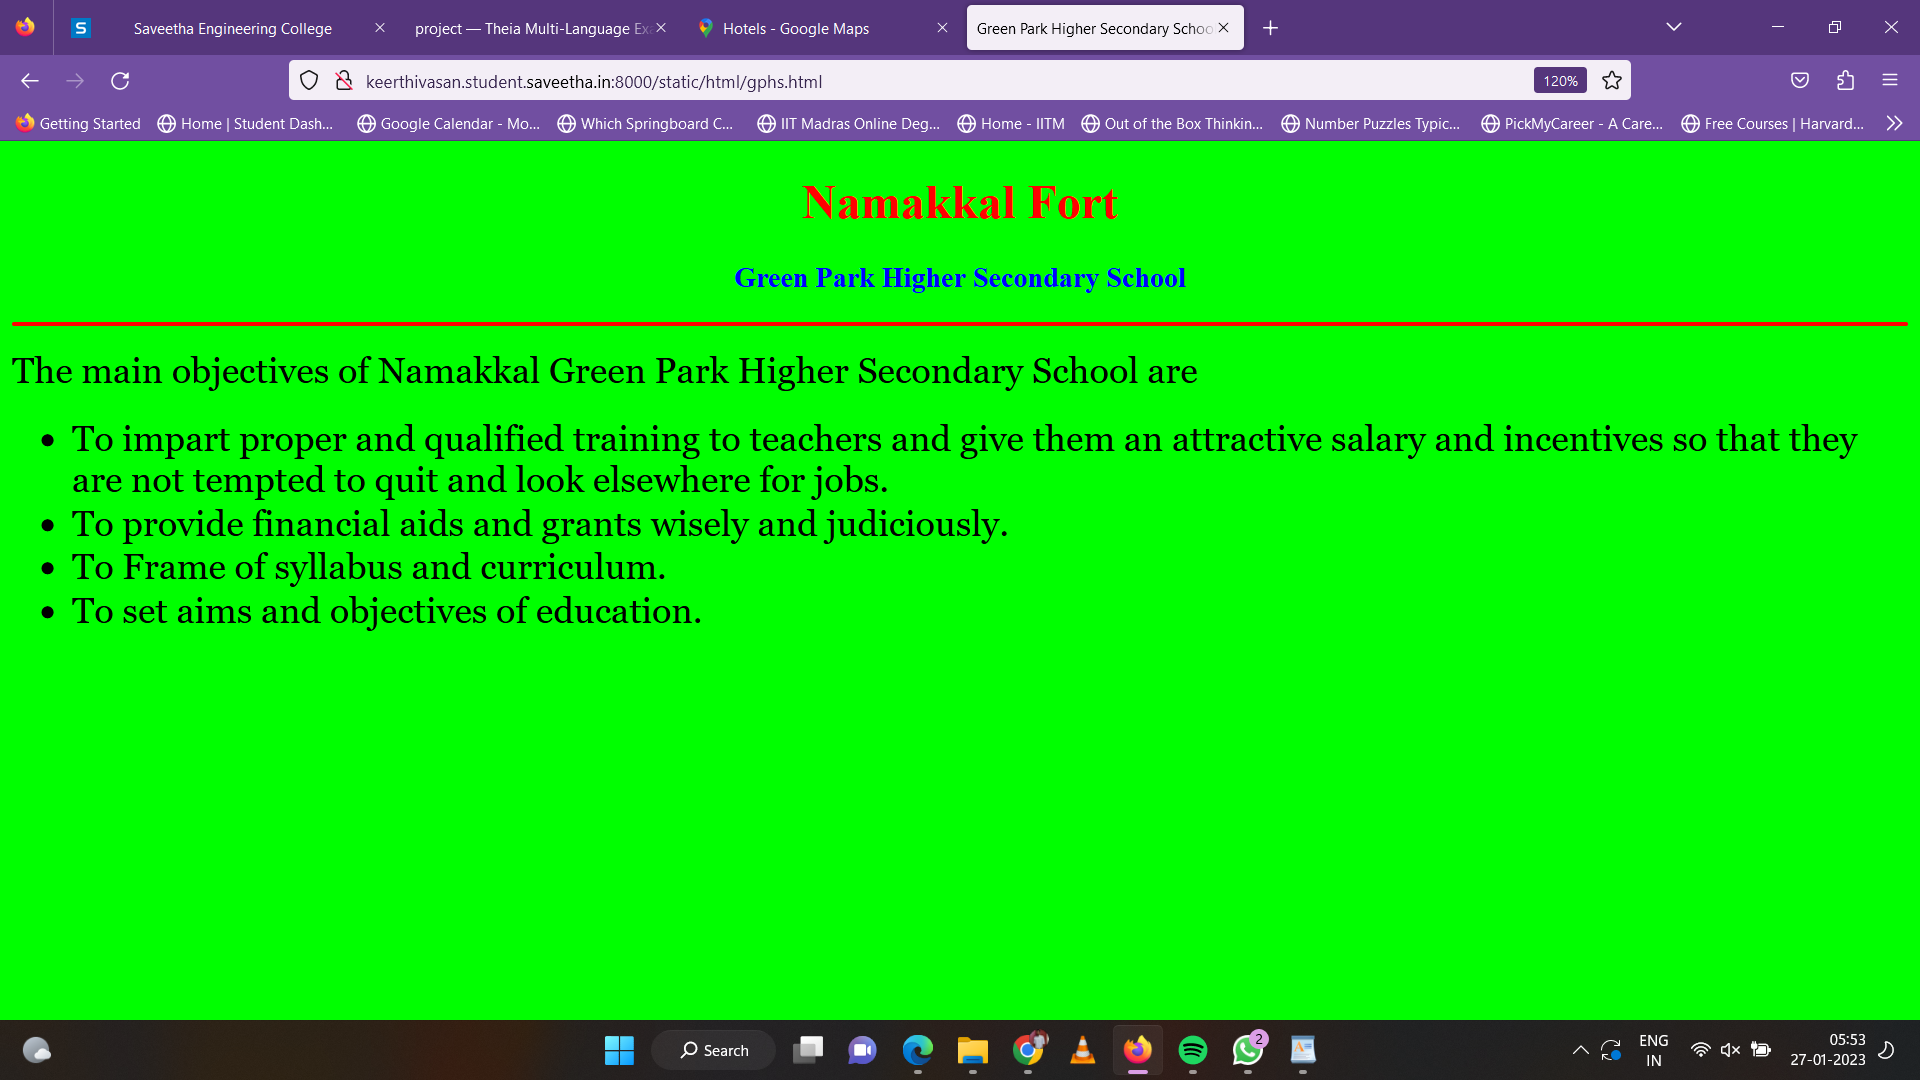 Saveetha Engineering College
project — Theia Multi-Language Exa
Hotels - Google Maps
Green Park Higher Secondary Schoo
keerthivasan.student.saveetha.in:8000/static/html/gphs.html
120%
Getting Started
Home | Student Dash...
Google Calendar - Mo...
Which Springboard C...
IIT Madras Online Deg...
Home - IITM
Out of the Box Thinkin...
Number Puzzles Typic...
PickMyCareer - A Care...
Free Courses | Harvard...
Namakkal Fort
Green Park Higher Secondary School
The main objectives of Namakkal Green Park Higher Secondary School are
• To impart proper and qualified training to teachers and give them an attractive salary and incentives so that they
are not tempted to quit and look elsewhere for jobs.
• To provide financial aids and grants wisely and judiciously.
• To Frame of syllabus and curriculum.
• To set aims and objectives of education.
Search
2
ENG
IN
05:53
27-01-2023